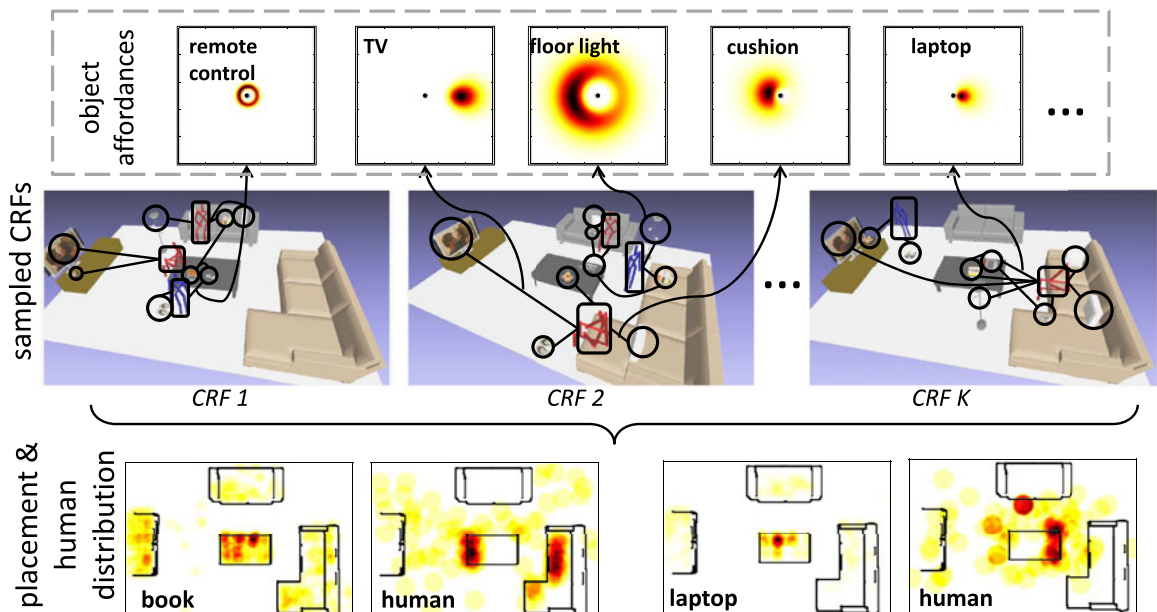 object
affordances
remote
control
TV
floor light
cushion
laptop
...
sampled CRFs
...
CRF 1
CRF 2
CRF K
placement &
human
distribution
book
human
laptop
human